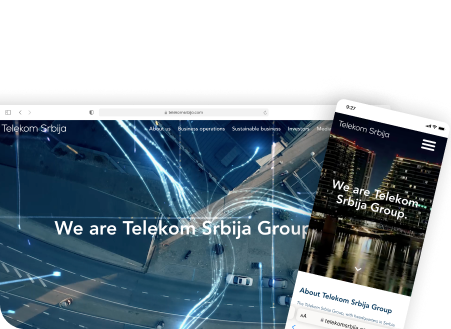 telekomsrbija.com
Telekom Srbija
About us Business operations Sustainable business Investors Media
We are Telekom Srbija Group
9:27
Telekom Srbija
We are Telekom
Srbija Group.
About Telekom Srbija Group
The Telekom Srbija Group, with headquarters in Serbia
AA telekomsrbija